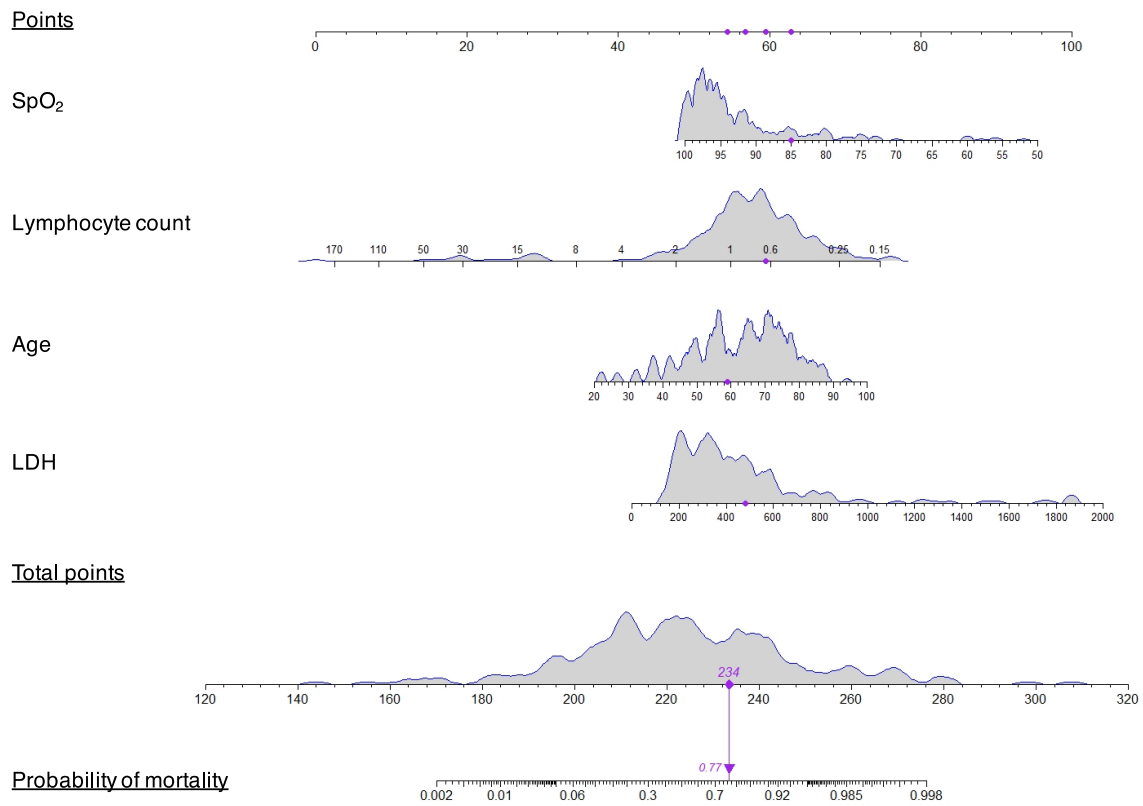 Points
0 20 40 60 80 100
SpO₂
100 95 90 85 80 75 70 65 60 55 50
Lymphocyte count
170 110 50 30 15 8 4 2 1 0.6 0.25 0.15
Age
20 30 40 50 60 70 80 90 100
LDH
0 200 400 600 800 1000 1200 1400 1600 1800 2000
Total points
234
120 140 160 180 200 220 240 260 280 300 320
0.77
Probability of mortality
0.002 0.01 0.06 0.3 0.7 0.92 0.985 0.998